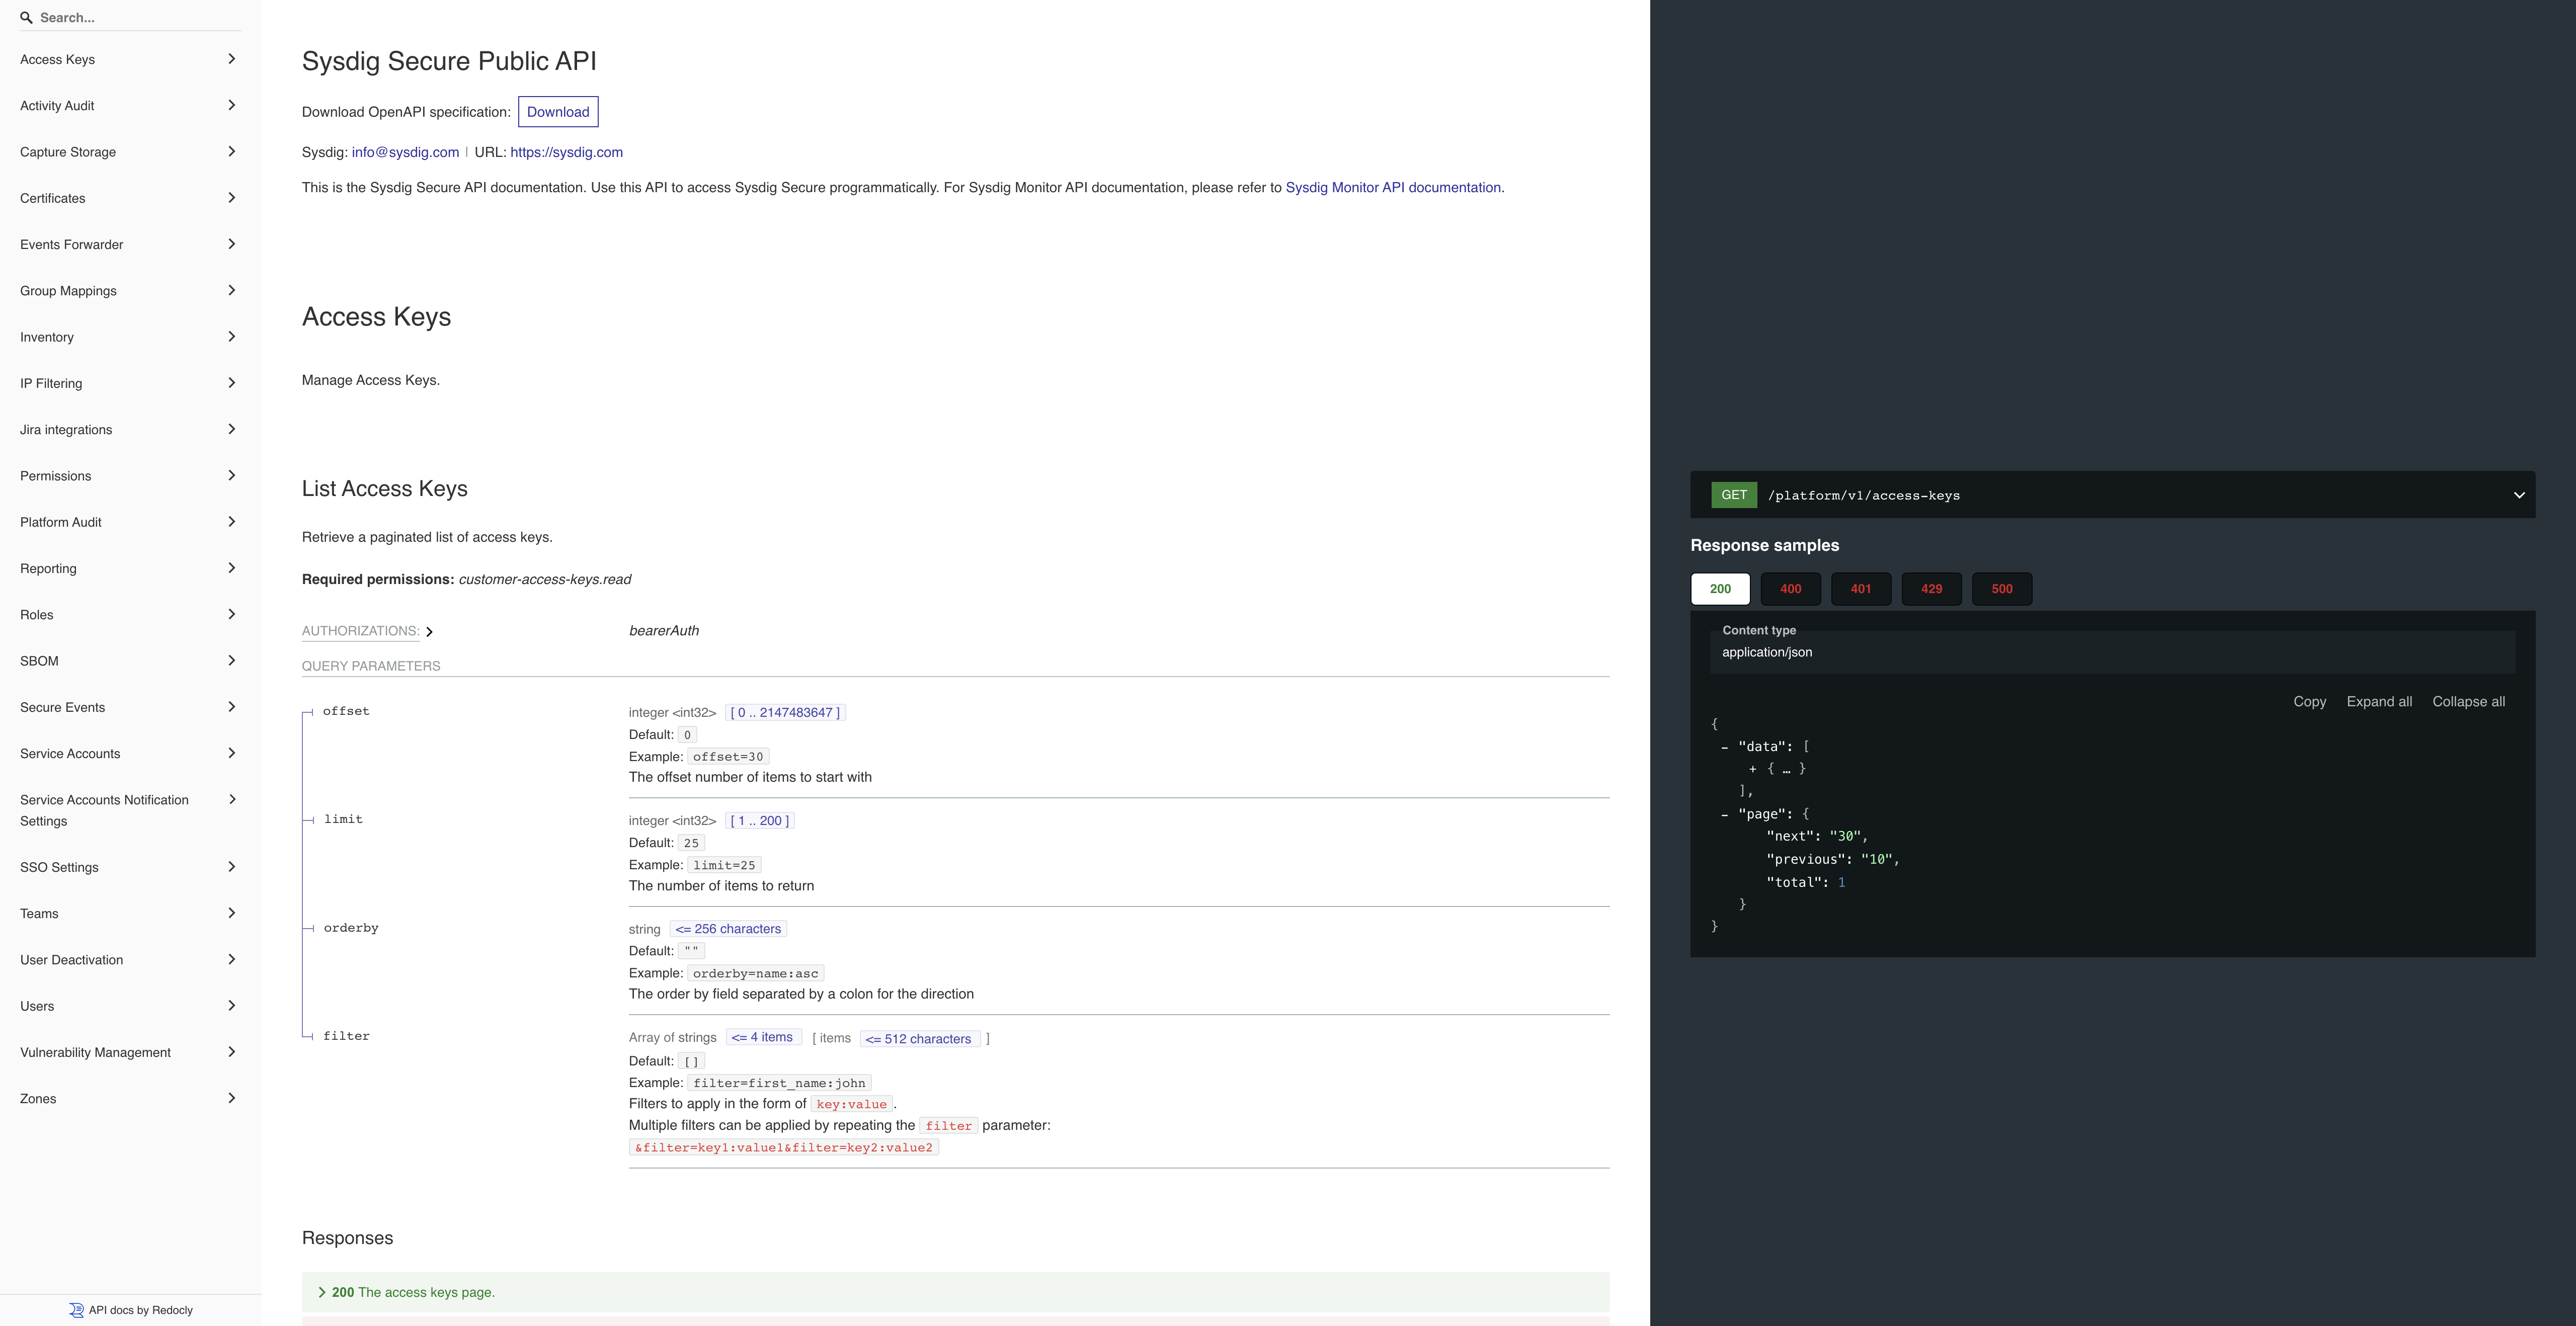 Search...
Access Keys
Activity Audit
Capture Storage
Certificates
Events Forwarder
Group Mappings
Inventory
IP Filtering
Jira integrations
Permissions
Platform Audit
Reporting
Roles
SBOM
Secure Events
Service Accounts
Service Accounts Notification
Settings
SSO Settings
Teams
User Deactivation
Users
Vulnerability Management
Zones
API docs by Redocly
Sysdig Secure Public API
Download OpenAPI specification: Download
Sysdig: info@sysdig.com | URL: https://sysdig.com
This is the Sysdig Secure API documentation. Use this API to access Sysdig Secure programmatically. For Sysdig Monitor API documentation, please refer to Sysdig Monitor API documentation.
Access Keys
Manage Access Keys.
List Access Keys
Retrieve a paginated list of access keys.
Required permissions: customer-access-keys.read
AUTHORIZATIONS: bearerAuth
QUERY PARAMETERS
offset
integer <int32> [ 0 .. 2147483647 ]
Default: 0
Example: offset=30
The offset number of items to start with
limit
integer <int32> [ 1 .. 200 ]
Default: 25
Example: limit=25
The number of items to return
orderby
string <= 256 characters
Default: ""
Example: orderby=name:asc
The order by field separated by a colon for the direction
filter
Array of strings <= 4 items [ items <= 512 characters ]
Default: []
Example: filter=first_name:john
Filters to apply in the form of key:value.
Multiple filters can be applied by repeating the filter parameter:
&filter=key1:value1&filter=key2:value2
Responses
200 The access keys page.
GET /platform/v1/access-keys
Response samples
200 400 401 429 500
Content type
application/json
Copy Expand all Collapse all
{
- "data": [
+ { … }
],
- "page": {
"next": "30",
"previous": "10",
"total": 1
}
}